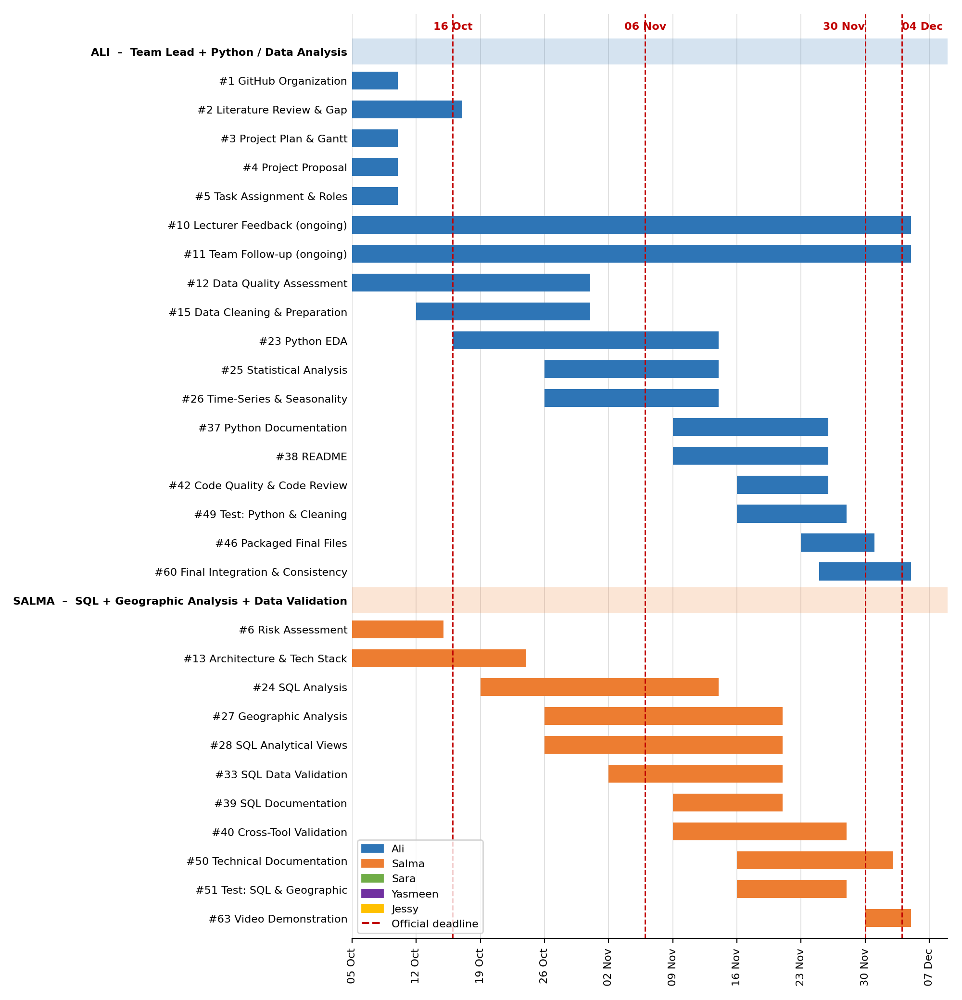 16 Oct 06 Nov 30 Nov 04 Dec
ALI – Team Lead + Python / Data Analysis
#1 GitHub Organization
#2 Literature Review & Gap
#3 Project Plan & Gantt
#4 Project Proposal
#5 Task Assignment & Roles
#10 Lecturer Feedback (ongoing)
#11 Team Follow-up (ongoing)
#12 Data Quality Assessment
#15 Data Cleaning & Preparation
#23 Python EDA
#25 Statistical Analysis
#26 Time-Series & Seasonality
#37 Python Documentation
#38 README
#42 Code Quality & Code Review
#49 Test: Python & Cleaning
#46 Packaged Final Files
#60 Final Integration & Consistency
SALMA – SQL + Geographic Analysis + Data Validation
#6 Risk Assessment
#13 Architecture & Tech Stack
#24 SQL Analysis
#27 Geographic Analysis
#28 SQL Analytical Views
#33 SQL Data Validation
#39 SQL Documentation
#40 Cross-Tool Validation
#50 Technical Documentation
#51 Test: SQL & Geographic
#63 Video Demonstration
Ali
Salma
Sara
Yasmeen
Jessy
Official deadline
05 Oct 12 Oct 19 Oct 26 Oct 02 Nov 09 Nov 16 Nov 23 Nov 30 Nov 07 Dec